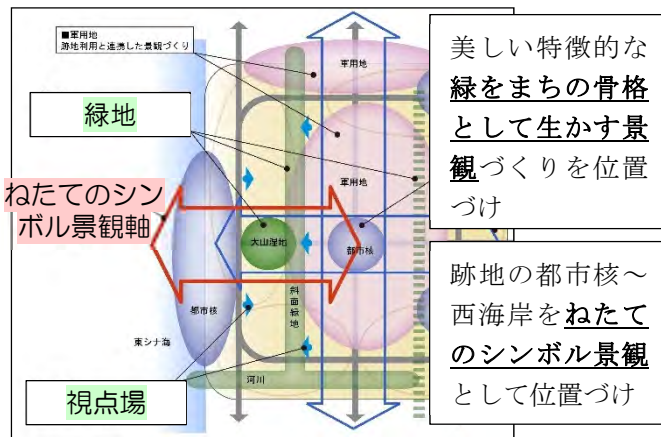 ■軍用地
跡地利用と連携した景観づくり
緑地
ねたてのシン
ボル景観軸
軍用地
軍用地
大山湿地
都市核
都市核
斜面緑地
東シナ海
河川
視点場
美しい特徴的な
緑をまちの骨格
として生かす景
観づくりを位置
づけ
跡地の都市核～
西海岸をねたて
のシンボル景観
として位置づけ